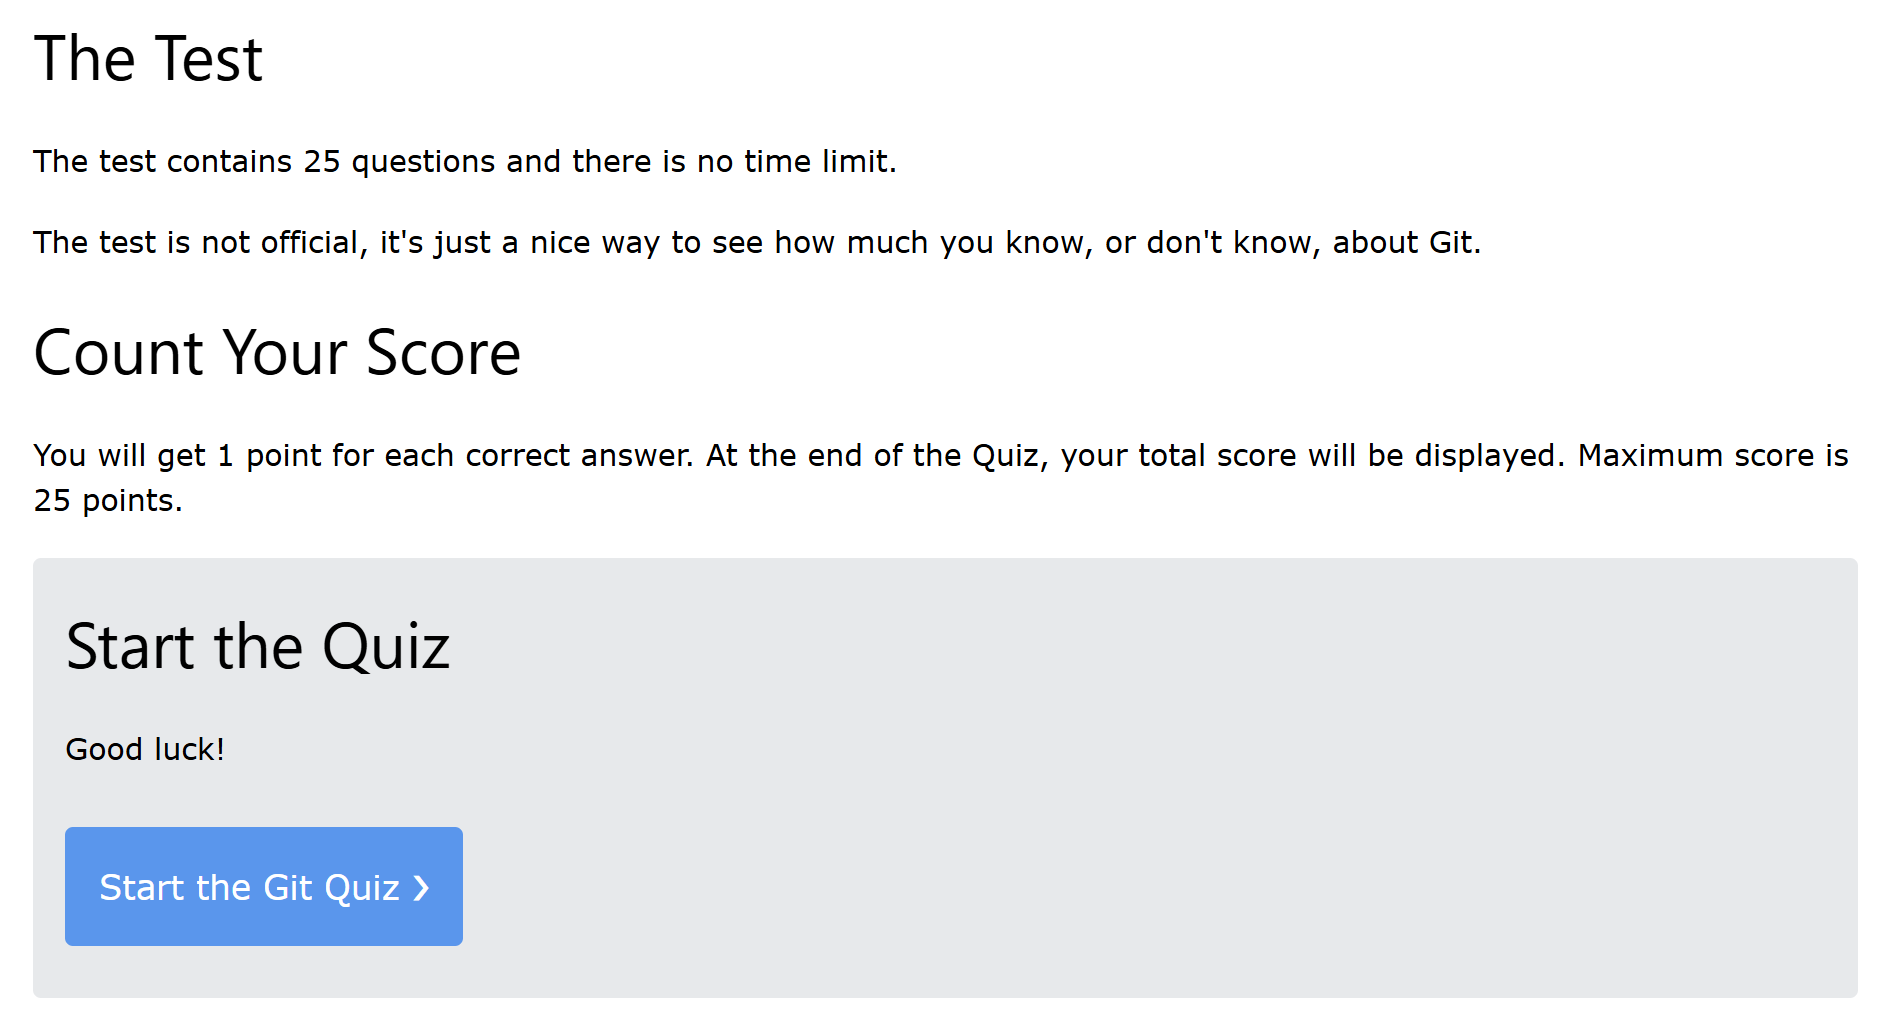 The Test
The test contains 25 questions and there is no time limit.
The test is not official, it's just a nice way to see how much you know, or don't know, about Git.
Count Your Score
You will get 1 point for each correct answer. At the end of the Quiz, your total score will be displayed. Maximum score is
25 points.
Start the Quiz
Good luck!
Start the Git Quiz ❯